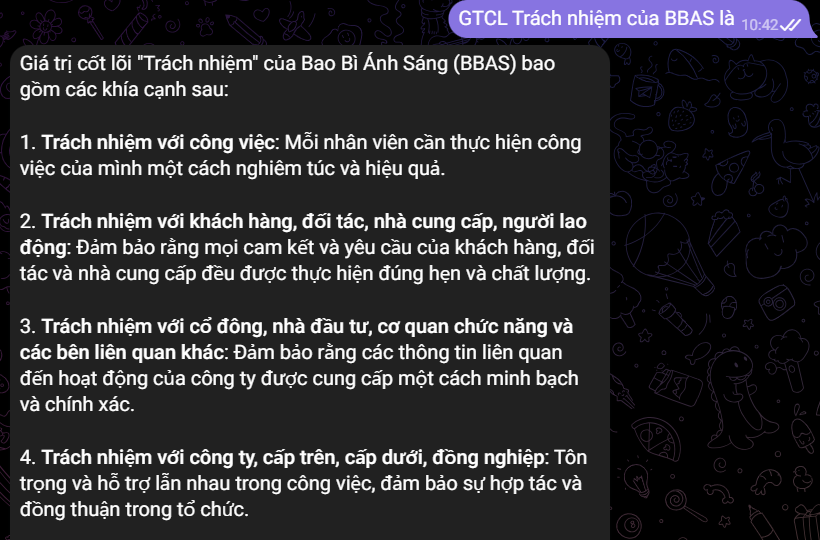 GTCL Trách nhiệm của BBAS là 10:42
Giá trị cốt lõi "Trách nhiệm" của Bao Bì Ánh Sáng (BBAS) bao
gồm các khía cạnh sau:
1. Trách nhiệm với công việc: Mỗi nhân viên cần thực hiện công
việc của mình một cách nghiêm túc và hiệu quả.
2. Trách nhiệm với khách hàng, đối tác, nhà cung cấp, người lao
động: Đảm bảo rằng mọi cam kết và yêu cầu của khách hàng, đối
tác và nhà cung cấp đều được thực hiện đúng hẹn và chất lượng.
3. Trách nhiệm với cổ đông, nhà đầu tư, cơ quan chức năng và
các bên liên quan khác: Đảm bảo rằng các thông tin liên quan
đến hoạt động của công ty được cung cấp một cách minh bạch
và chính xác.
4. Trách nhiệm với công ty, cấp trên, cấp dưới, đồng nghiệp: Tôn
trọng và hỗ trợ lẫn nhau trong công việc, đảm bảo sự hợp tác và
đồng thuận trong tổ chức.